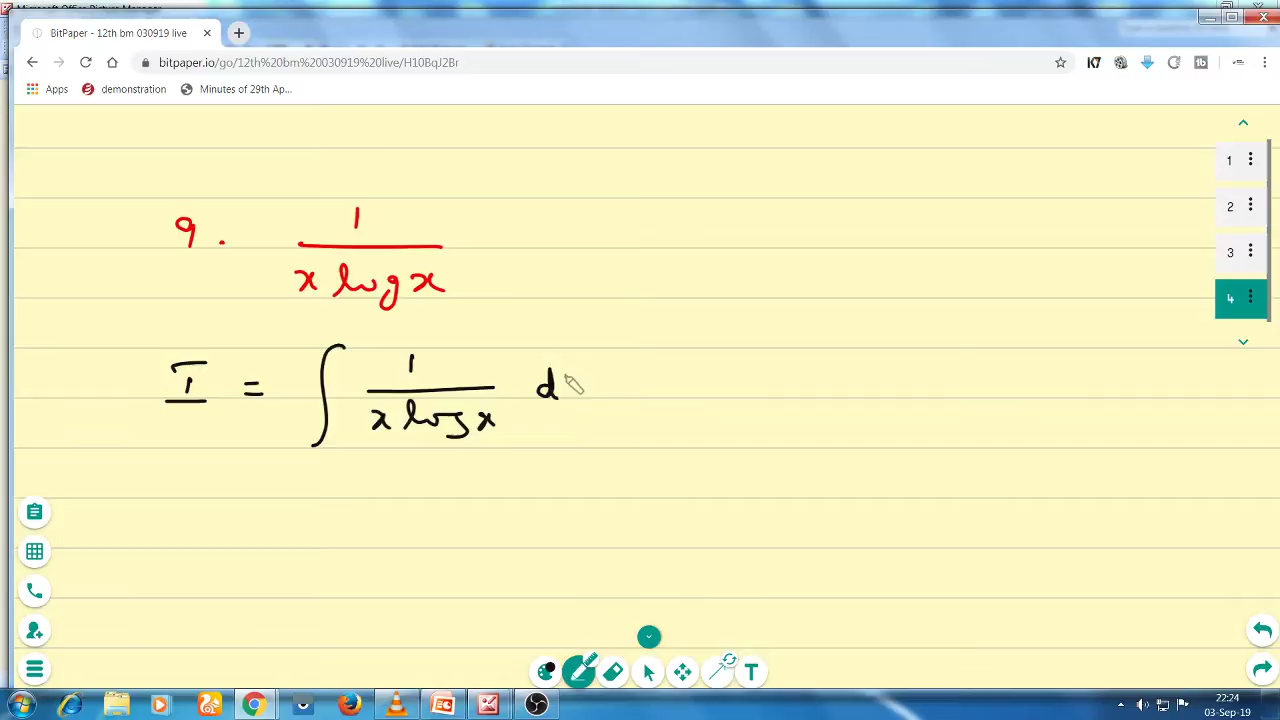 BitPaper - 12th bm 030919 live
bitpaper.io/go/12th%20bm%20030919%20live/H10BqJ2Br
K7
Apps
demonstration
Minutes of 29th Ap...
1
2
3
4
9. 1
x log x
I = ∫ 1 d
x log x
T
22:24
03-Sep-19